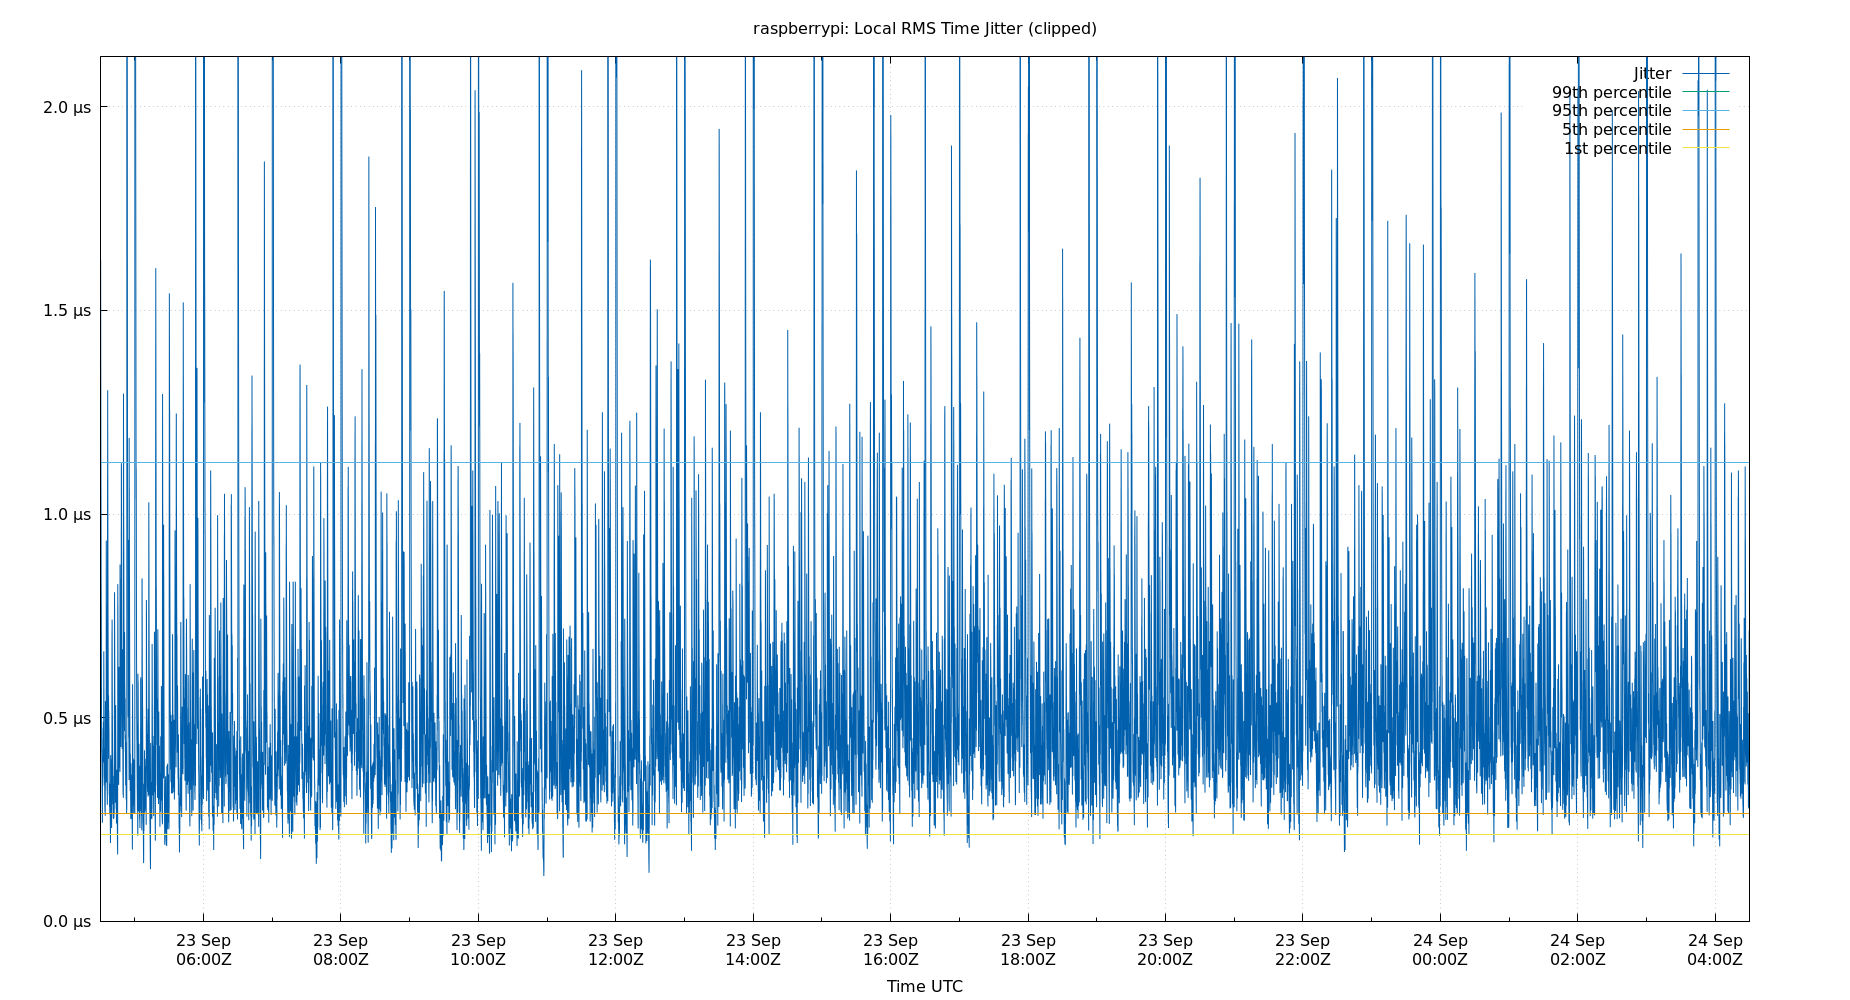 raspberrypi: Local RMS Time Jitter (clipped)
Jitter
99th percentile
95th percentile
5th percentile
1st percentile
2.0 µs
1.5 µs
1.0 µs
0.5 µs
0.0 µs
23 Sep 23 Sep 23 Sep 23 Sep 23 Sep 23 Sep 23 Sep 23 Sep 23 Sep 24 Sep 24 Sep 24 Sep
06:00Z 08:00Z 10:00Z 12:00Z 14:00Z 16:00Z 18:00Z 20:00Z 22:00Z 00:00Z 02:00Z 04:00Z
Time UTC